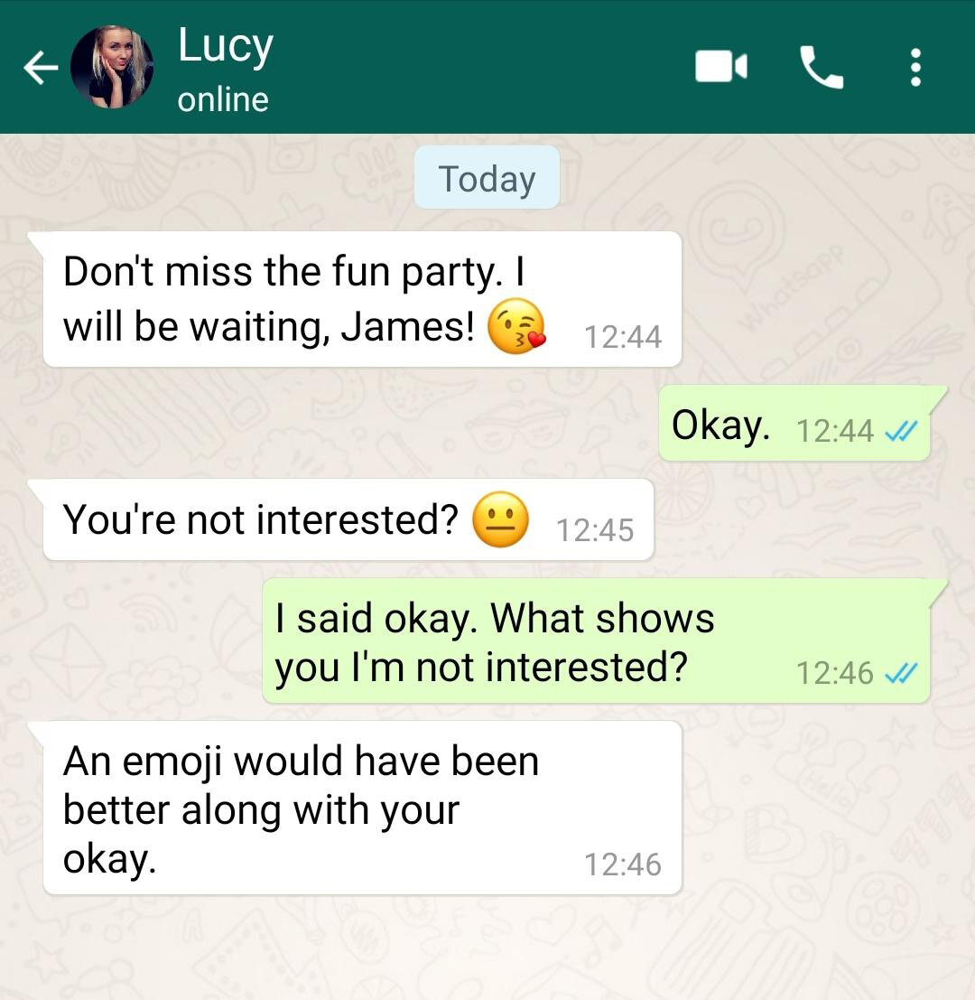 Lucy
online
Today
Don't miss the fun party. I
will be waiting, James! 😘 12:44
Okay. 12:44
You're not interested? 😐 12:45
I said okay. What shows
you I'm not interested? 12:46
An emoji would have been
better along with your
okay. 12:46
Whatsapp